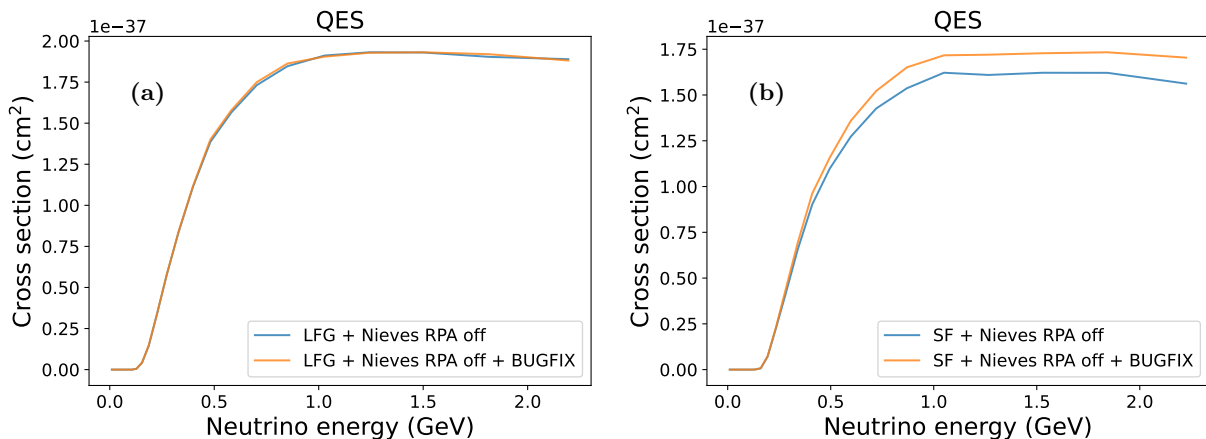 QES
1e−37
2.00
1.75
1.50
1.25
1.00
0.75
0.50
0.25
0.00
Cross section (cm²)
(a)
LFG + Nieves RPA off
LFG + Nieves RPA off + BUGFIX
0.0 0.5 1.0 1.5 2.0
Neutrino energy (GeV)
QES
1e−37
1.75
1.50
1.25
1.00
0.75
0.50
0.25
0.00
Cross section (cm²)
(b)
SF + Nieves RPA off
SF + Nieves RPA off + BUGFIX
0.0 0.5 1.0 1.5 2.0
Neutrino energy (GeV)